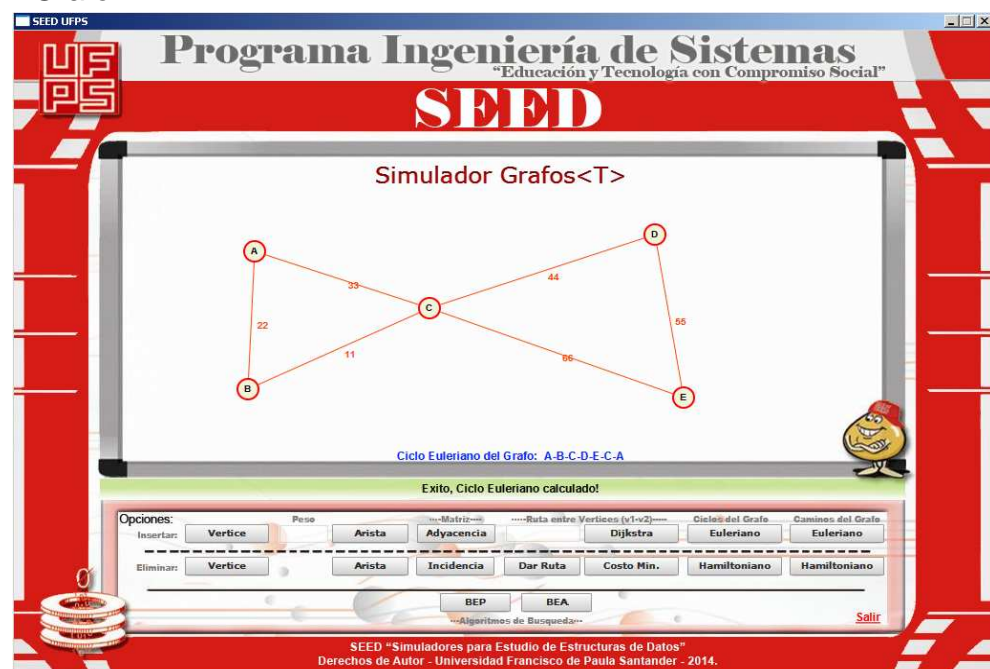 SEED UFPS
UFPS
Programa Ingeniería de Sistemas
“Educación y Tecnología con Compromiso Social”
SEED
Simulador Grafos<T>
D
A
44
33
C
55
22
11
66
B
E
Ciclo Euleriano del Grafo: A-B-C-D-E-C-A
Exito, Ciclo Euleriano calculado!
Opciones: Peso ----Matriz---- -----Ruta entre Vertices (v1-v2)----- Ciclos del Grafo Caminos del Grafo
Insertar: Vertice Arista Adyacencia Dijkstra Euleriano Euleriano
Eliminar: Vertice Arista Incidencia Dar Ruta Costo Min. Hamiltoniano Hamiltoniano
BEP BEA
---Algoritmos de Busqueda---
Salir
SEED “Simuladores para Estudio de Estructuras de Datos”
Derechos de Autor - Universidad Francisco de Paula Santander - 2014.